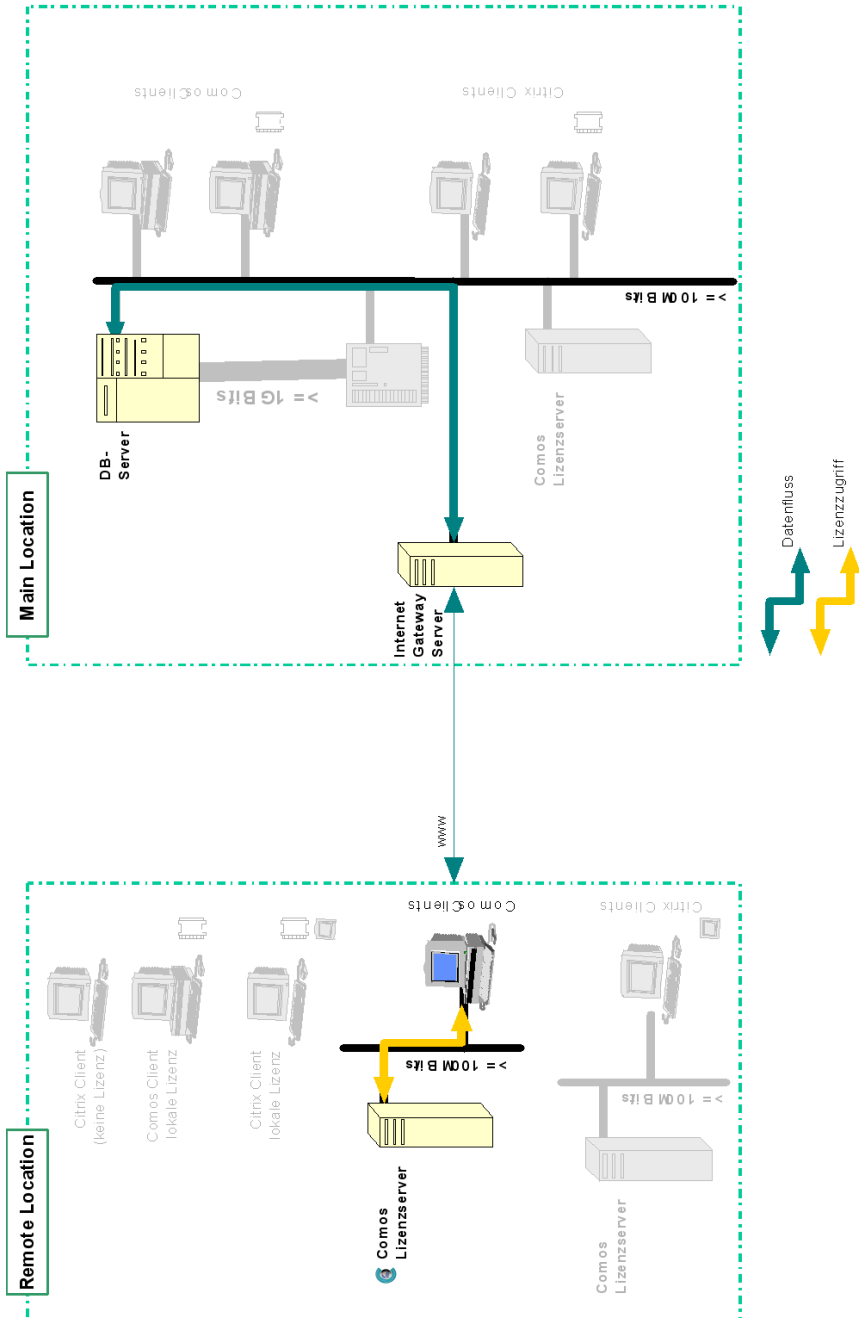 Main Location
DB-
Server
>= 1G Bits
>= 100M Bits
Comos Clients
Citrix Clients
Comos
Lizenzserver
Internet
Gateway
Server
Datenfluss
Lizenzzugriff
www
Remote Location
Citrix Client
(keine Lizenz)
Comos Client
lokale Lizenz
Citrix Client
lokale Lizenz
Comos Clients
>= 100M Bits
Comos
Lizenzserver
Citrix Clients
>= 100M Bits
Comos
Lizenzserver